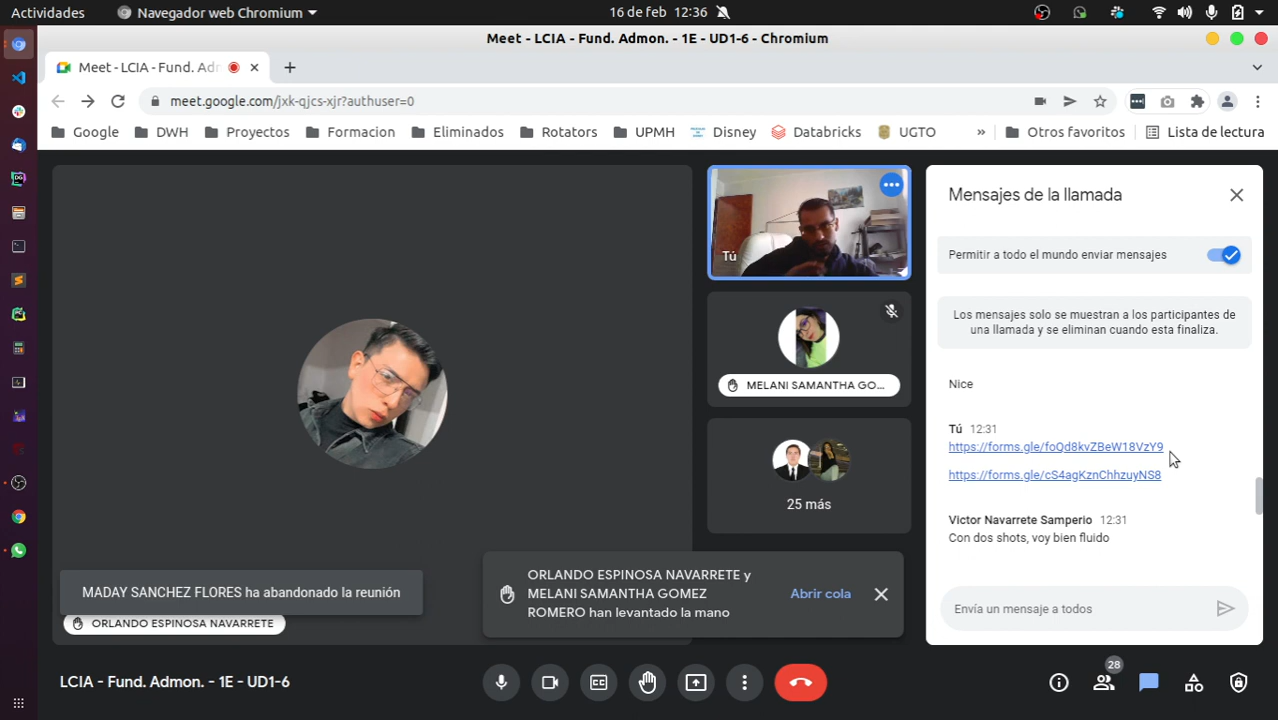 Actividades
Navegador web Chromium
16 de feb 12:36
Meet - LCIA - Fund. Admon. - 1E - UD1-6 - Chromium
Meet - LCIA - Fund. Adm
meet.google.com/jxk-qjcs-xjr?authuser=0
Google
DWH
Proyectos
Formacion
Eliminados
Rotators
UPMH
Disney
Databricks
UGTO
»
Otros favoritos
Lista de lectura
Tú
MELANI SAMANTHA GO...
25 más
ORLANDO ESPINOSA NAVARRETE y
MELANI SAMANTHA GOMEZ
ROMERO han levantado la mano
Abrir cola
MADAY SANCHEZ FLORES ha abandonado la reunión
ORLANDO ESPINOSA NAVARRETE
Mensajes de la llamada
Permitir a todo el mundo enviar mensajes
Los mensajes solo se muestran a los participantes de
una llamada y se eliminan cuando esta finaliza.
Nice
Tú 12:31
https://forms.gle/foQd8kvZBeW18VzY9
https://forms.gle/cS4agKznChhzuyNS8
Victor Navarrete Samperio 12:31
Con dos shots, voy bien fluido
Envía un mensaje a todos
LCIA - Fund. Admon. - 1E - UD1-6
28